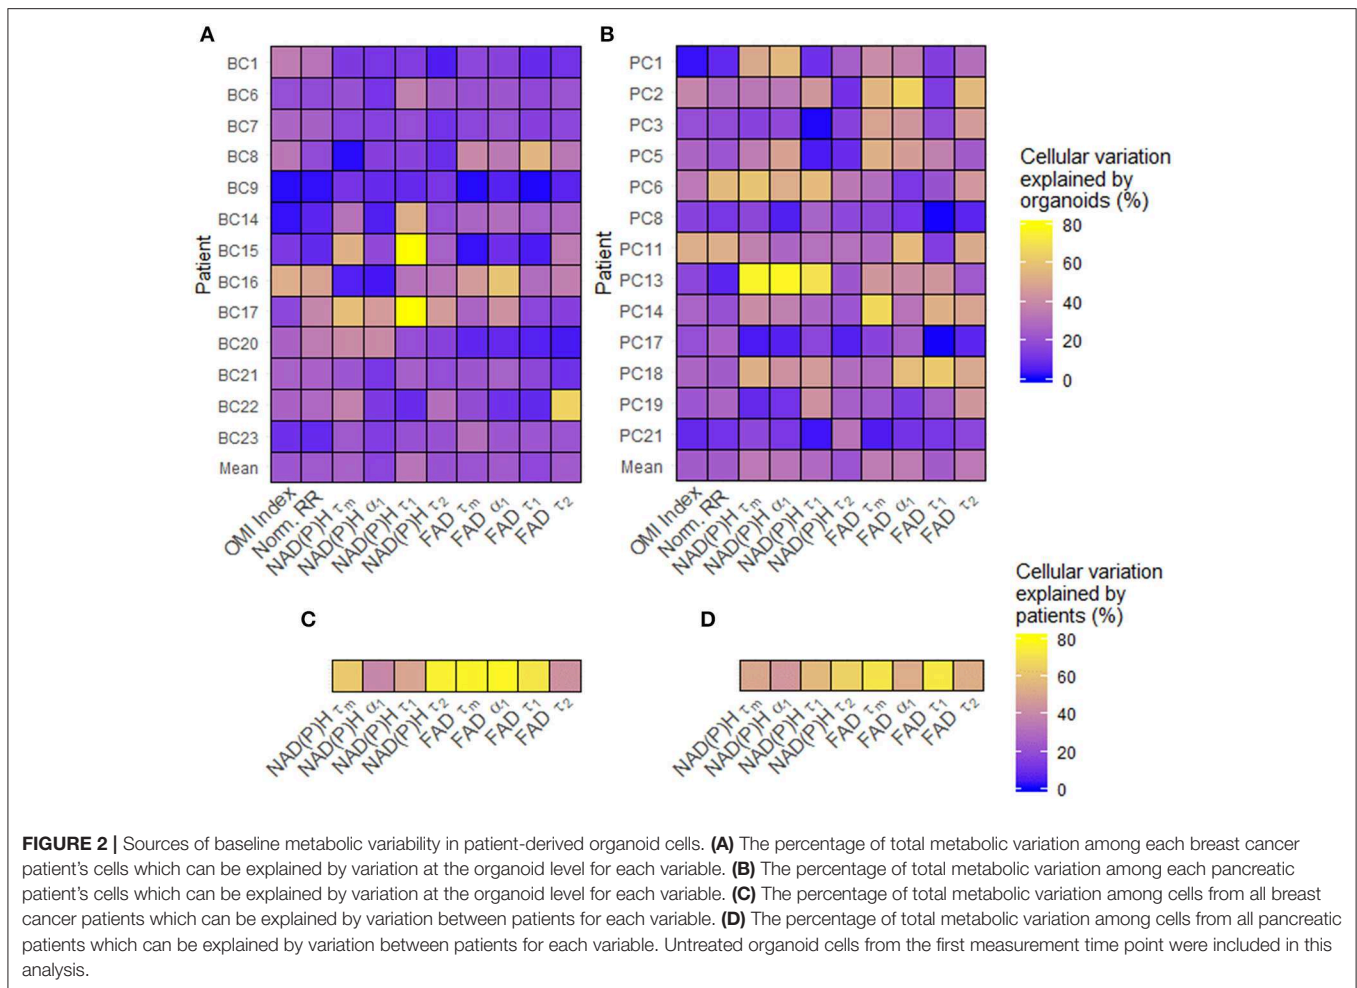 A
BC1
BC6
BC7
BC8
BC9
BC14
BC15
BC16
BC17
BC20
BC21
BC22
BC23
Mean
Patient
OMI Index
Norm. RR
NAD(P)H τm
NAD(P)H α1
NAD(P)H τ1
NAD(P)H τ2
FAD τm
FAD α1
FAD τ1
FAD τ2
B
PC1
PC2
PC3
PC5
PC6
PC8
PC11
PC13
PC14
PC17
PC18
PC19
PC21
Mean
Patient
OMI Index
Norm. RR
NAD(P)H τm
NAD(P)H α1
NAD(P)H τ1
NAD(P)H τ2
FAD τm
FAD α1
FAD τ1
FAD τ2
Cellular variation
explained by
organoids (%)
80
60
40
20
0
C
NAD(P)H τm
NAD(P)H α1
NAD(P)H τ1
NAD(P)H τ2
FAD τm
FAD α1
FAD τ1
FAD τ2
D
NAD(P)H τm
NAD(P)H α1
NAD(P)H τ1
NAD(P)H τ2
FAD τm
FAD α1
FAD τ1
FAD τ2
Cellular variation
explained by
patients (%)
80
60
40
20
0
FIGURE 2 | Sources of baseline metabolic variability in patient-derived organoid cells. (A) The percentage of total metabolic variation among each breast cancer
patient's cells which can be explained by variation at the organoid level for each variable. (B) The percentage of total metabolic variation among each pancreatic
patient's cells which can be explained by variation at the organoid level for each variable. (C) The percentage of total metabolic variation among cells from all breast
cancer patients which can be explained by variation between patients for each variable. (D) The percentage of total metabolic variation among cells from all pancreatic
patients which can be explained by variation between patients for each variable. Untreated organoid cells from the first measurement time point were included in this
analysis.